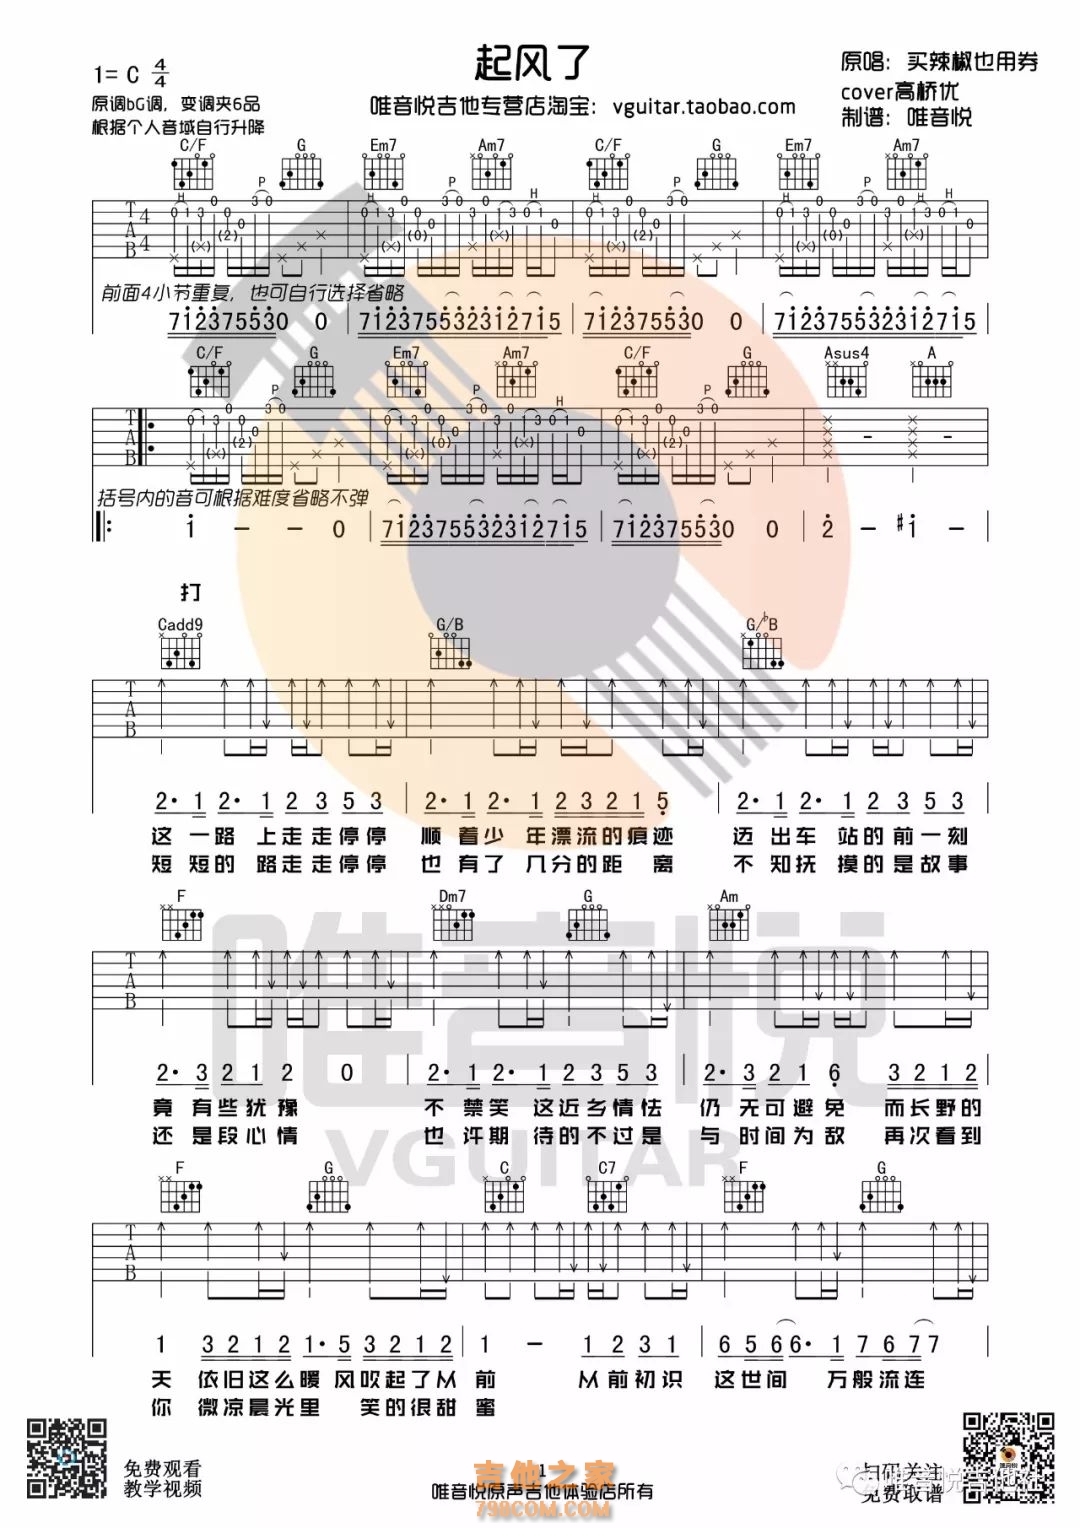 起风了
1= C 4/4
原调bG调，变调夹6品
根据个人音域自行升降
唯音悦吉他专营店淘宝：vguitar.taobao.com
原唱：买辣椒也用券
cover高桥优
制谱：唯音悦
C/F G Em7 Am7 C/F G Em7 Am7
前面4小节重复，也可自行选择省略
71237553 0 0 | 712375532312715 | 71237553 0 0 | 712375532312715
C/F G Em7 Am7 C/F G Asus4 A
括号内的音可根据难度省略不弹
i - - 0 | 712375532312715 | 71237553 0 0 | 2 - #i -
打
Cadd9 G/B G/bB
2· 1 2· 1 2 3 5 3 | 2· 1 2· 1 2 3 2 1 5 | 2· 1 2· 1 2 3 5 3
这 一路 上走走停停 顺 着少 年漂流的痕迹 迈 出车 站的前一刻
短 短的 路走走停停 也 有了 几分的距 离 不 知抚 摸的是故事
F Dm7 G Am
2· 3 2 1 2 0 | 2· 1 2· 1 2 3 5 3 | 2· 3 2 1 6 3 2 1 2
竟 有些犹豫 不 禁笑 这近乡情怯 仍 无可避免 而长野的
还 是段心情 也 许期 待的不过是 与 时间为敌 再次看到
F G C C7 F G
1 3 2 1 2 1· 5 3 2 1 2 | 1 - 1 2 3 1 | 6 5 6 6· 1 7 6 7 7
天 依旧这么暖 风吹起了从 前 从前初识 这世间 万般流连
你 微凉晨光里 笑的很甜 蜜
唯音悦
VGUITAR
免费观看
教学视频
1
吉他之家
798COM.COM
唯音悦原声吉他体验店所有
扫码关注
免费取谱